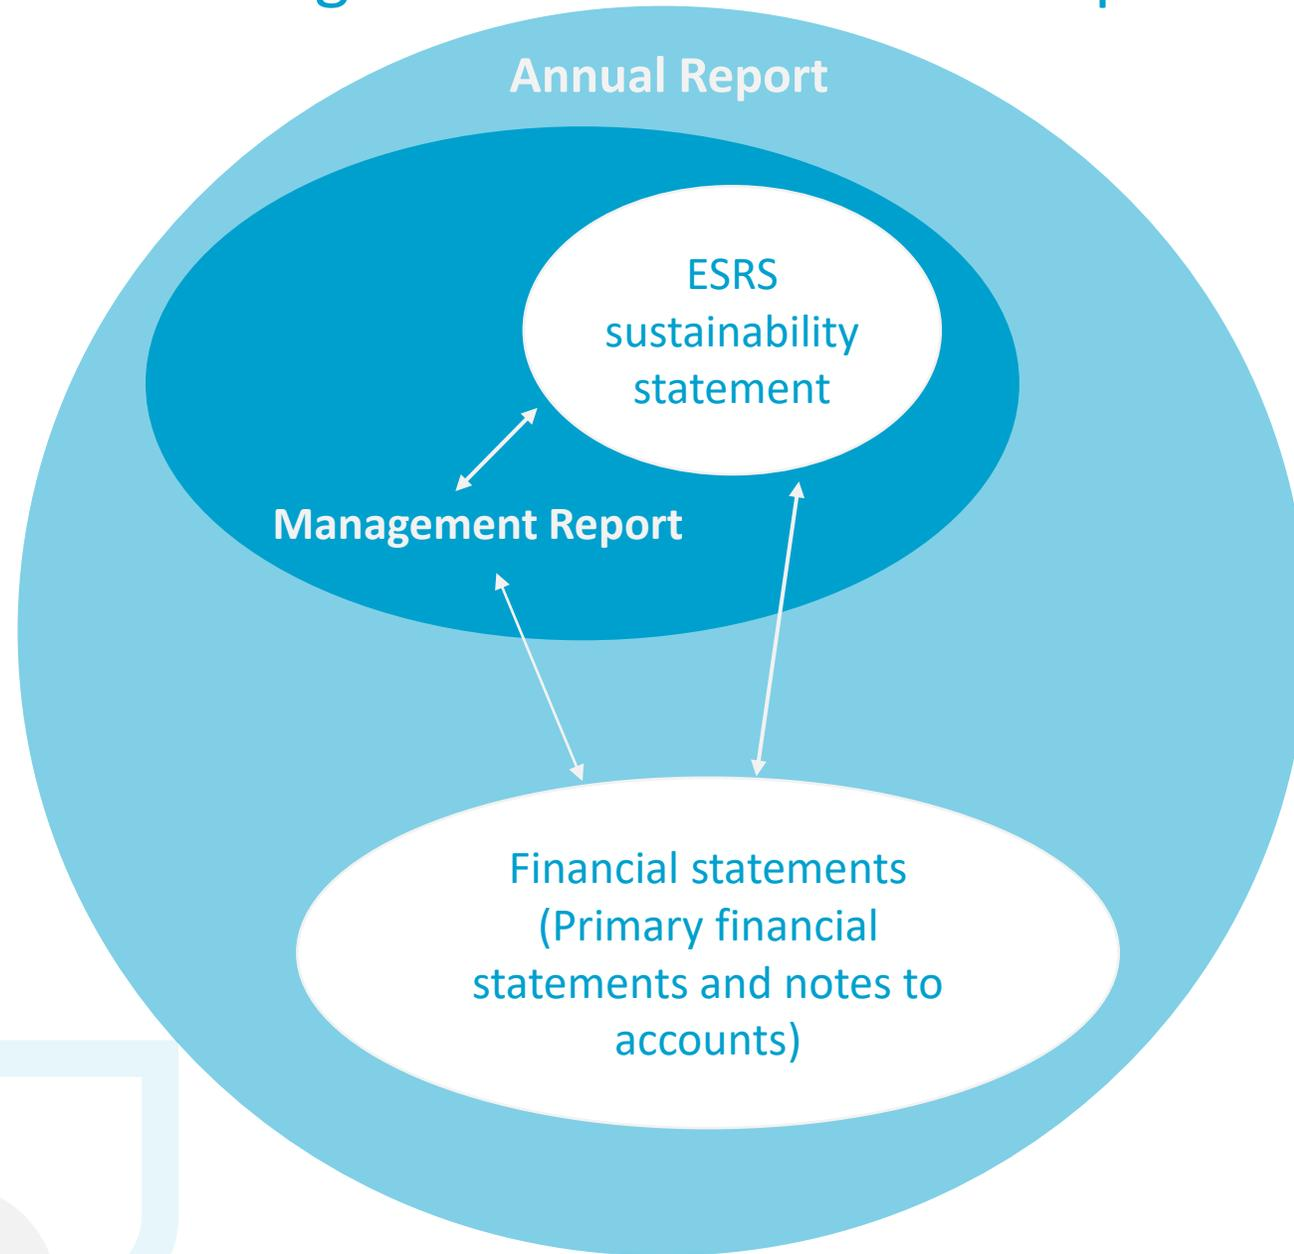 Annual Report
ESRS
sustainability
statement
Management Report
Financial statements
(Primary financial
statements and notes to
accounts)